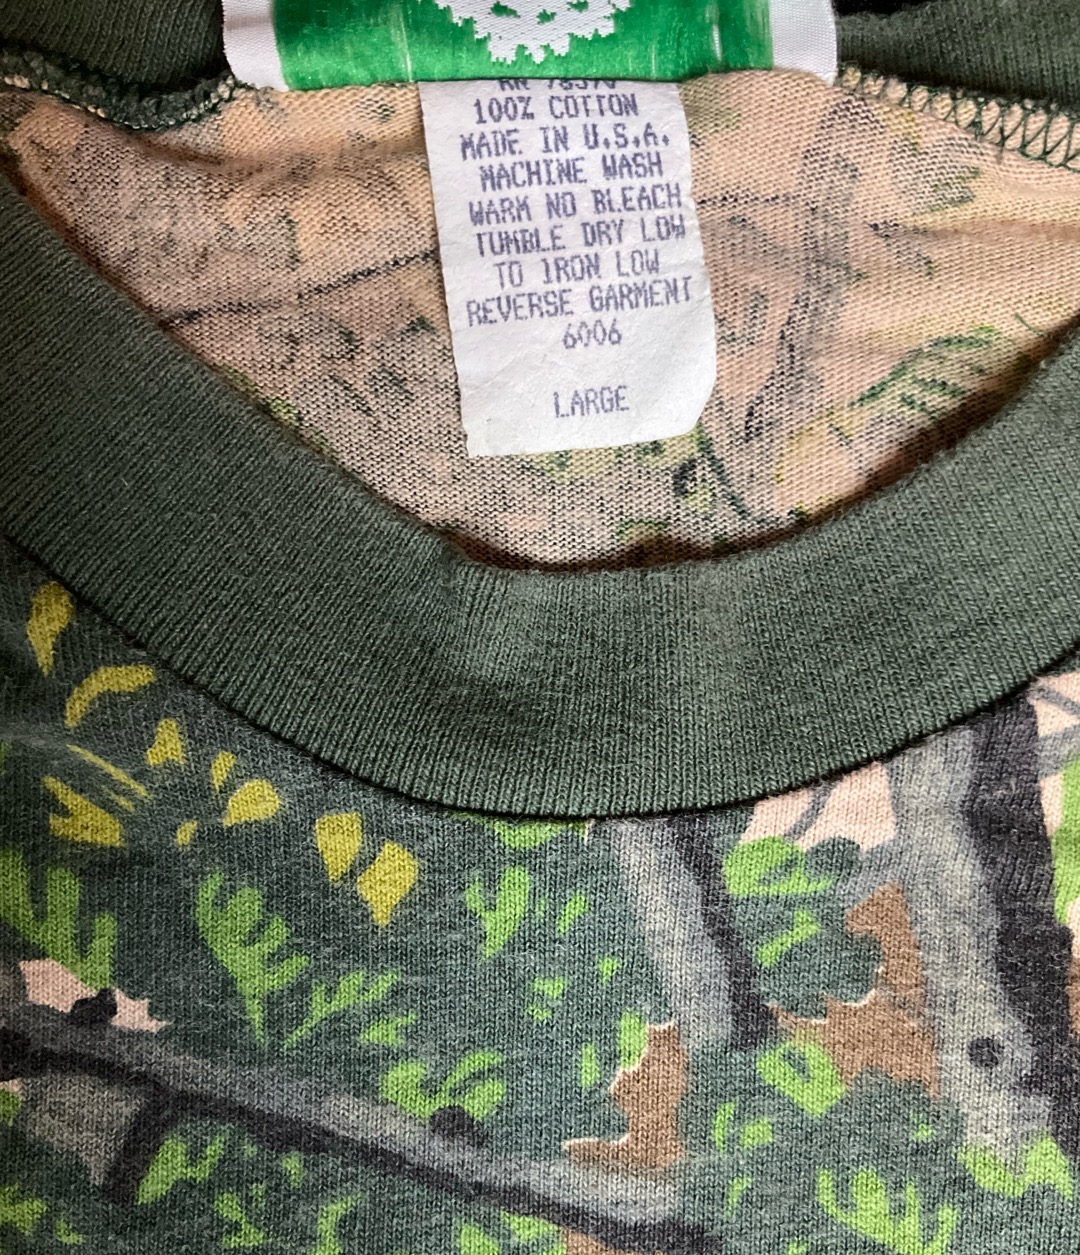 100% COTTON
MADE IN U.S.A.
MACHINE WASH
WARM NO BLEACH
TUMBLE DRY LOW
TO IRON LOW
REVERSE GARMENT
6006
LARGE